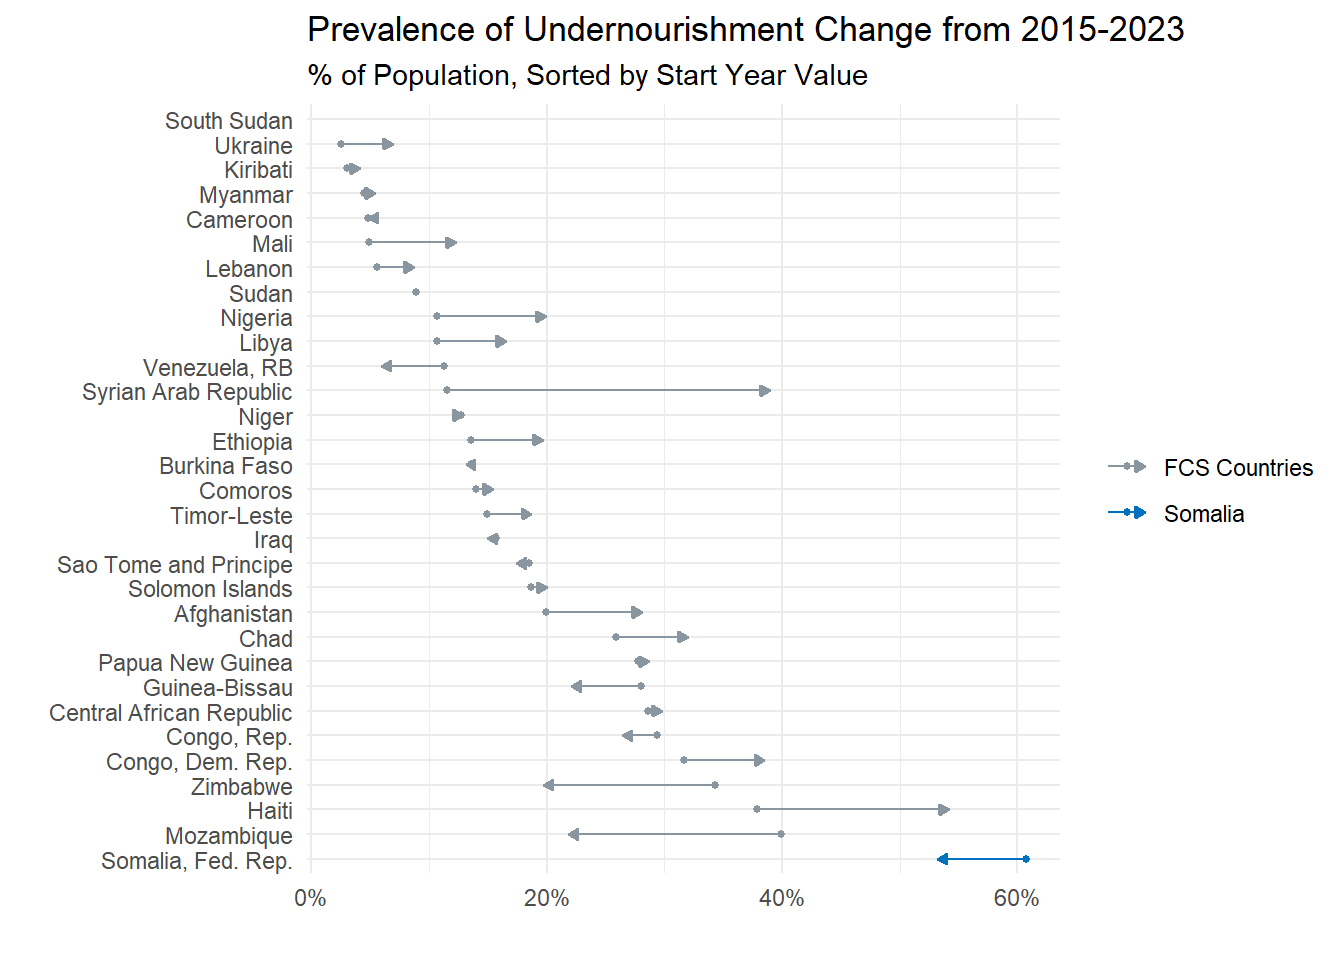 Prevalence of Undernourishment Change from 2015-2023
% of Population, Sorted by Start Year Value
South Sudan
Ukraine
Kiribati
Myanmar
Cameroon
Mali
Lebanon
Sudan
Nigeria
Libya
Venezuela, RB
Syrian Arab Republic
Niger
Ethiopia
Burkina Faso
Comoros
Timor-Leste
Iraq
Sao Tome and Principe
Solomon Islands
Afghanistan
Chad
Papua New Guinea
Guinea-Bissau
Central African Republic
Congo, Rep.
Congo, Dem. Rep.
Zimbabwe
Haiti
Mozambique
Somalia, Fed. Rep.
0% 20% 40% 60%
FCS Countries
Somalia